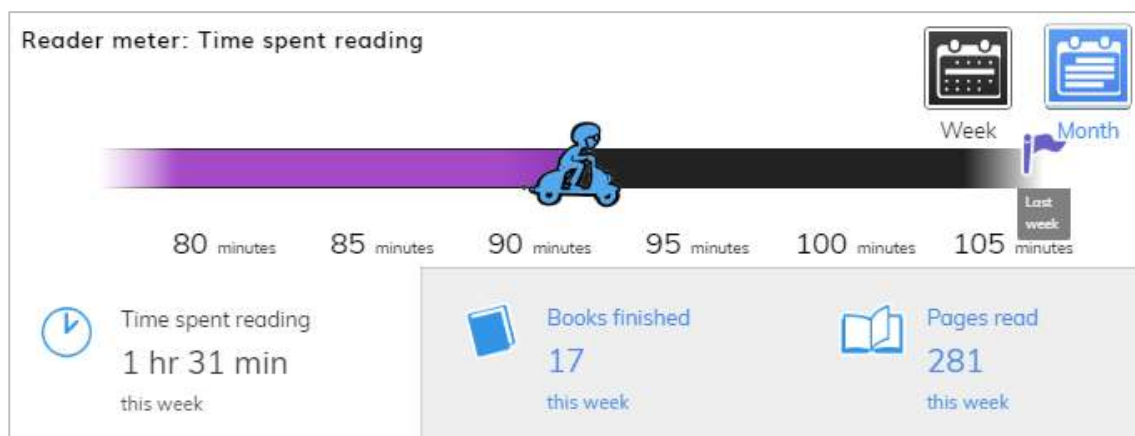 Reader meter: Time spent reading
Week
Month
Last
week
80 minutes
85 minutes
90 minutes
95 minutes
100 minutes
105 minutes
Time spent reading
1 hr 31 min
this week
Books finished
17
this week
Pages read
281
this week